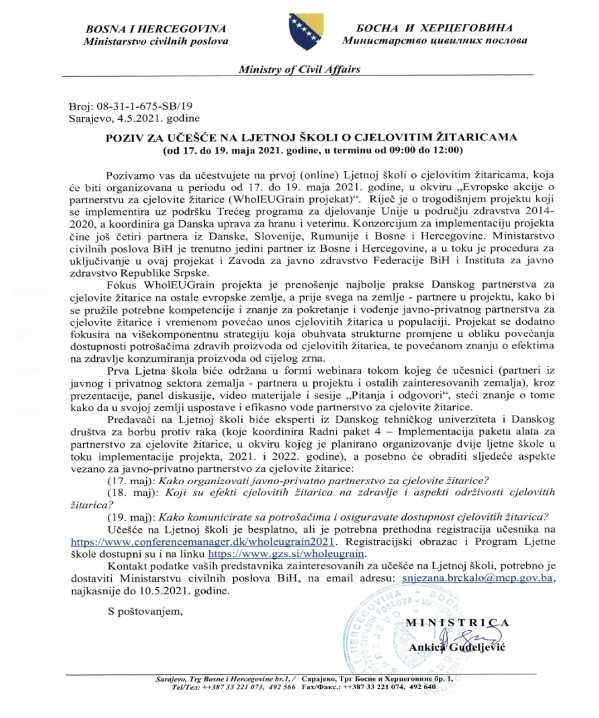 BOSNA I HERCEGOVINA
Ministarstvo civilnih poslova
БОСНА И ХЕРЦЕГОВИНА
Министарство цивилних послова
Ministry of Civil Affairs
Broj: 08-31-1-675-SB/19
Sarajevo, 4.5.2021. godine
POZIV ZA UČEŠĆE NA LJETNOJ ŠKOLI O CJELOVITIM ŽITARICAMA
(od 17. do 19. maja 2021. godine, u terminu od 09:00 do 12:00)
Pozivamo vas da učestvujete na prvoj (online) Ljetnoj školi o cjelovitim žitaricama, koja
će biti organizovana u periodu od 17. do 19. maja 2021. godine, u okviru „Evropske akcije o
partnerstvu za cjelovite žitarice (WholEUGrain projekat)“. Riječ je o trogodišnjem projektu koji
se implementira uz podršku Trećeg programa za djelovanje Unije u području zdravstva 2014-
2020, a koordinira ga Danska uprava za hranu i veterinu. Konzorcijum za implementaciju projekta
čine još četiri partnera iz Danske, Slovenije, Rumunije i Bosne i Hercegovine. Ministarstvo
civilnih poslova BiH je trenutno jedini partner iz Bosne i Hercegovine, a u toku je procedura za
uključivanje u ovaj projekat i Zavoda za javno zdravstvo Federacije BiH i Instituta za javno
zdravstvo Republike Srpske.
Fokus WholEUGrain projekta je prenošenje najbolje prakse Danskog partnerstva za
cjelovite žitarice na ostale evropske zemlje, a prije svega na zemlje - partnere u projektu, kako bi
se pružile potrebne kompetencije i znanje za pokretanje i vođenje javno-privatnog partnerstva za
cjelovite žitarice i vremenom povećao unos cjelovitih žitarica u populaciji. Projekat se dodatno
fokusira na višekomponentnu strategiju koja obuhvata strukturne promjene u obliku povećanja
dostupnosti potrošačima zdravih proizvoda od cjelovitih žitarica, te povećanom znanju o efektima
na zdravlje konzumiranja proizvoda od cijelog zrna.
Prva Ljetna škola biće održana u formi webinara tokom kojeg će učesnici (partneri iz
javnog i privatnog sektora zemalja - partnera u projektu i ostalih zainteresovanih zemalja), kroz
prezentacije, panel diskusije, video materijale i sesije „Pitanja i odgovori“, steći znanje o tome
kako da u svojoj zemlji uspostave i efikasno vode partnerstvo za cjelovite žitarice.
Predavači na Ljetnoj školi biće eksperti iz Danskog tehničkog univerziteta i Danskog
društva za borbu protiv raka (koje koordinira Radni paket 4 – Implementacija paketa alata za
partnerstvo za cjelovite žitarice, u okviru kojeg je planirano organizovanje dvije ljetne škole u
toku implementacije projekta, 2021. i 2022. godine), a posebno će obraditi sljedeće aspekte
vezano za javno-privatno partnerstvo za cjelovite žitarice:
(17. maj): Kako organizovati javno-privatno partnerstvo za cjelovite žitarice?
(18. maj): Koji su efekti cjelovitih žitarica na zdravlje i aspekti održivosti cjelovitih
žitarica?
(19. maj): Kako komunicirate sa potrošačima i osiguravate dostupnost cjelovitih žitarica?
Učešće na Ljetnoj školi je besplatno, ali je potrebna prethodna registracija učesnika na
https://www.conferencemanager.dk/wholeugrain2021. Registracijski obrazac i Program Ljetne
škole dostupni su i na linku https://www.gzs.si/wholeugrain.
Kontakt podatke vaših predstavnika zainteresovanih za učešće na Ljetnoj školi, potrebno je
dostaviti Ministarstvu civilnih poslova BiH, na email adresu: snjezana.brckalo@mcp.gov.ba,
najkasnije do 10.5.2021. godine.
S poštovanjem,
MINISTRICA
Ankica Gudeljević
Sarajevo, Trg Bosne i Hercegovine br.1, / Сарајево, Трг Босне и Херцеговине бр. 1,
Tel/Тел: ++387 33 221 073, 492 566 Fax/Факс.: ++387 33 221 074, 492 640